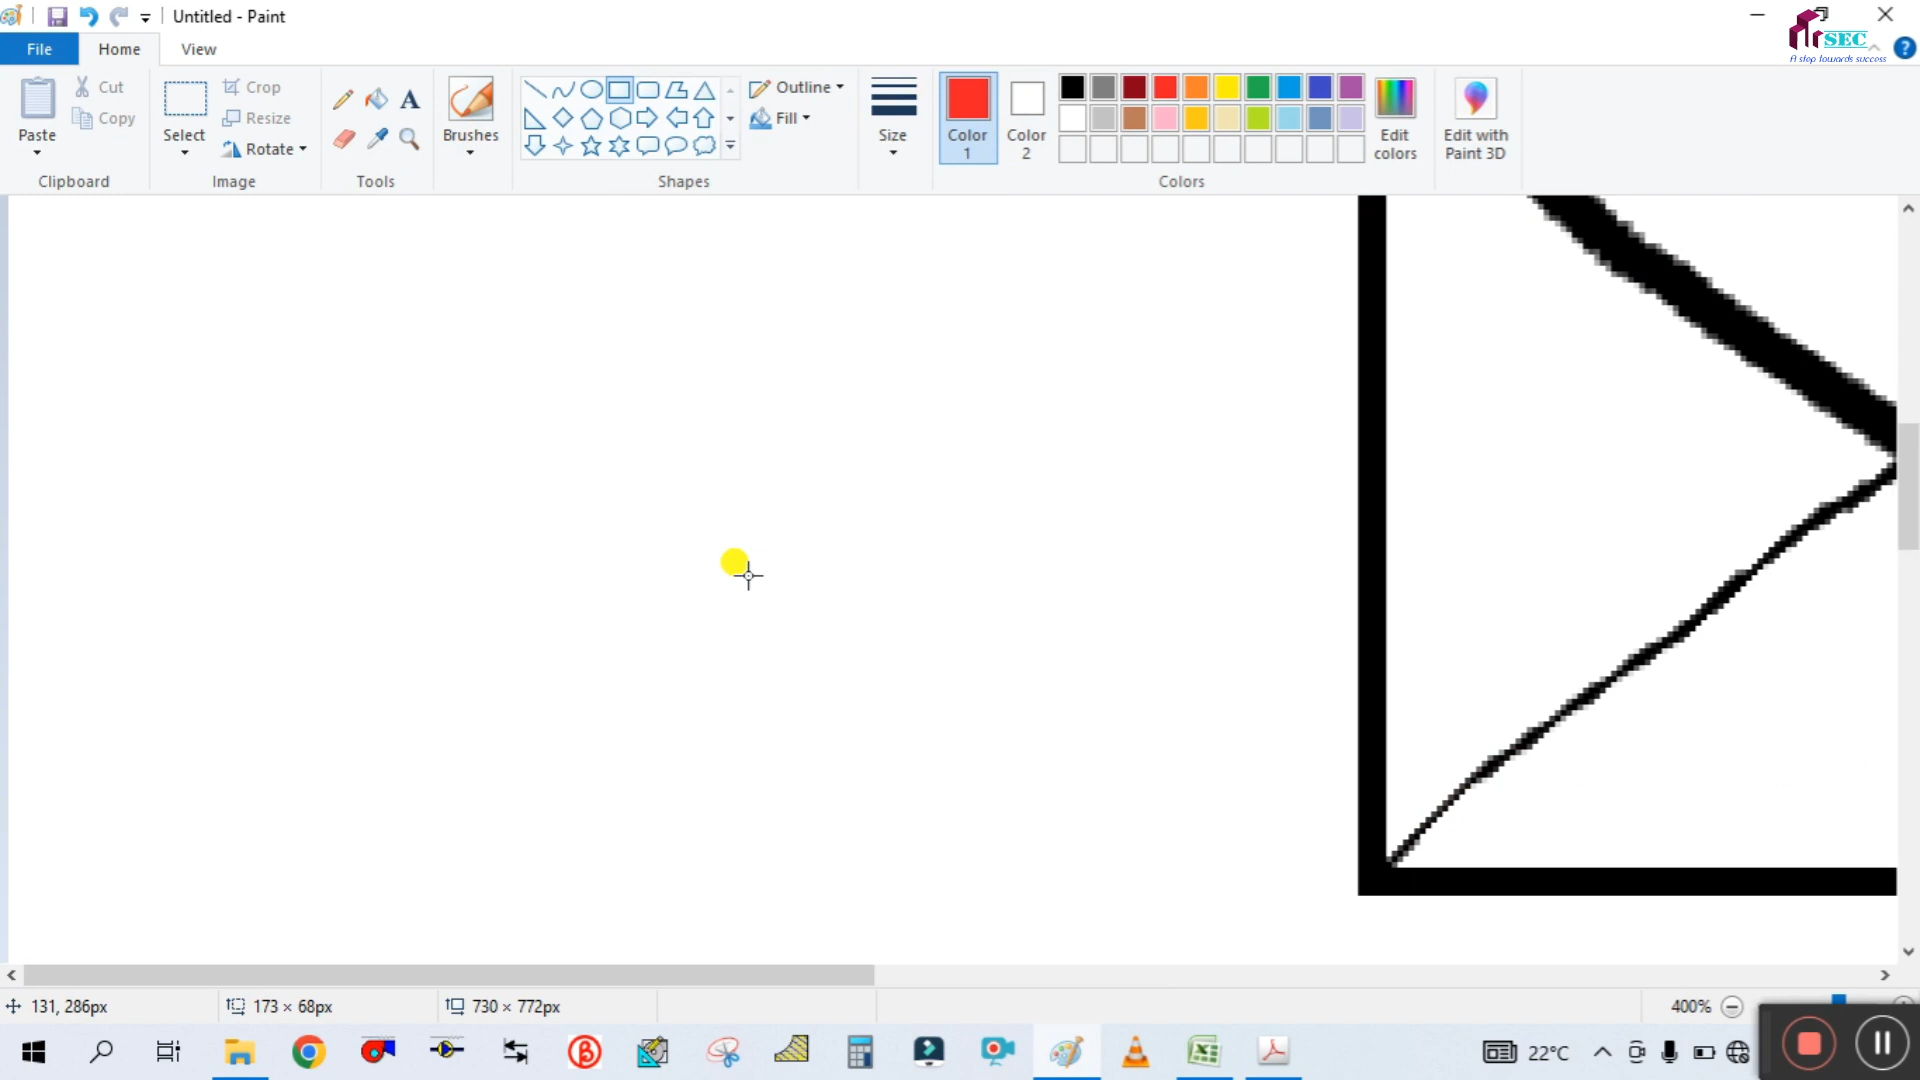 Untitled - Paint
SEC
A step towards success
File
Home
View
Paste
Cut
Copy
Clipboard
Select
Crop
Resize
Rotate
Image
A
Tools
Brushes
Shapes
Outline
Fill
Size
Color
1
Color
2
Colors
Edit
colors
Edit with
Paint 3D
131, 286px
173 × 68px
730 × 772px
400%
22°C